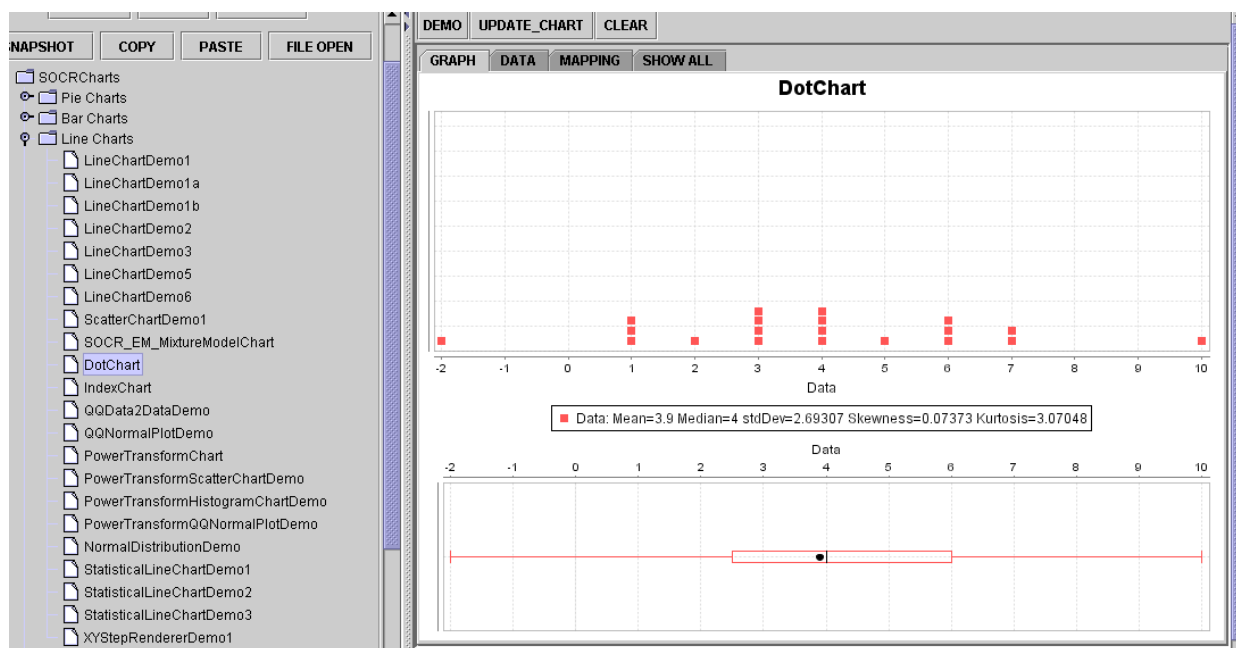 SNAPSHOT COPY PASTE FILE OPEN
SOCRCharts
Pie Charts
Bar Charts
Line Charts
LineChartDemo1
LineChartDemo1a
LineChartDemo1b
LineChartDemo2
LineChartDemo3
LineChartDemo5
LineChartDemo6
ScatterChartDemo1
SOCR_EM_MixtureModelChart
DotChart
IndexChart
QQData2DataDemo
QQNormalPlotDemo
PowerTransformChart
PowerTransformScatterChartDemo
PowerTransformHistogramChartDemo
PowerTransformQQNormalPlotDemo
NormalDistributionDemo
StatisticalLineChartDemo1
StatisticalLineChartDemo2
StatisticalLineChartDemo3
XYStepRendererDemo1
DEMO UPDATE_CHART CLEAR
GRAPH DATA MAPPING SHOW ALL
DotChart
-2 -1 0 1 2 3 4 5 6 7 8 9 10
Data
Data: Mean=3.9 Median=4 stdDev=2.69307 Skewness=0.07373 Kurtosis=3.07048
Data
-2 -1 0 1 2 3 4 5 6 7 8 9 10